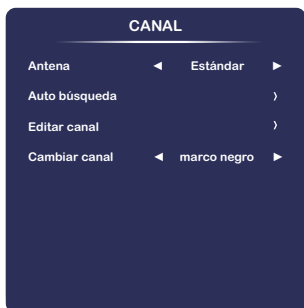 CANAL
Antena ◄ Estándar ►
Auto búsqueda 〉
Editar canal 〉
Cambiar canal ◄ marco negro ►